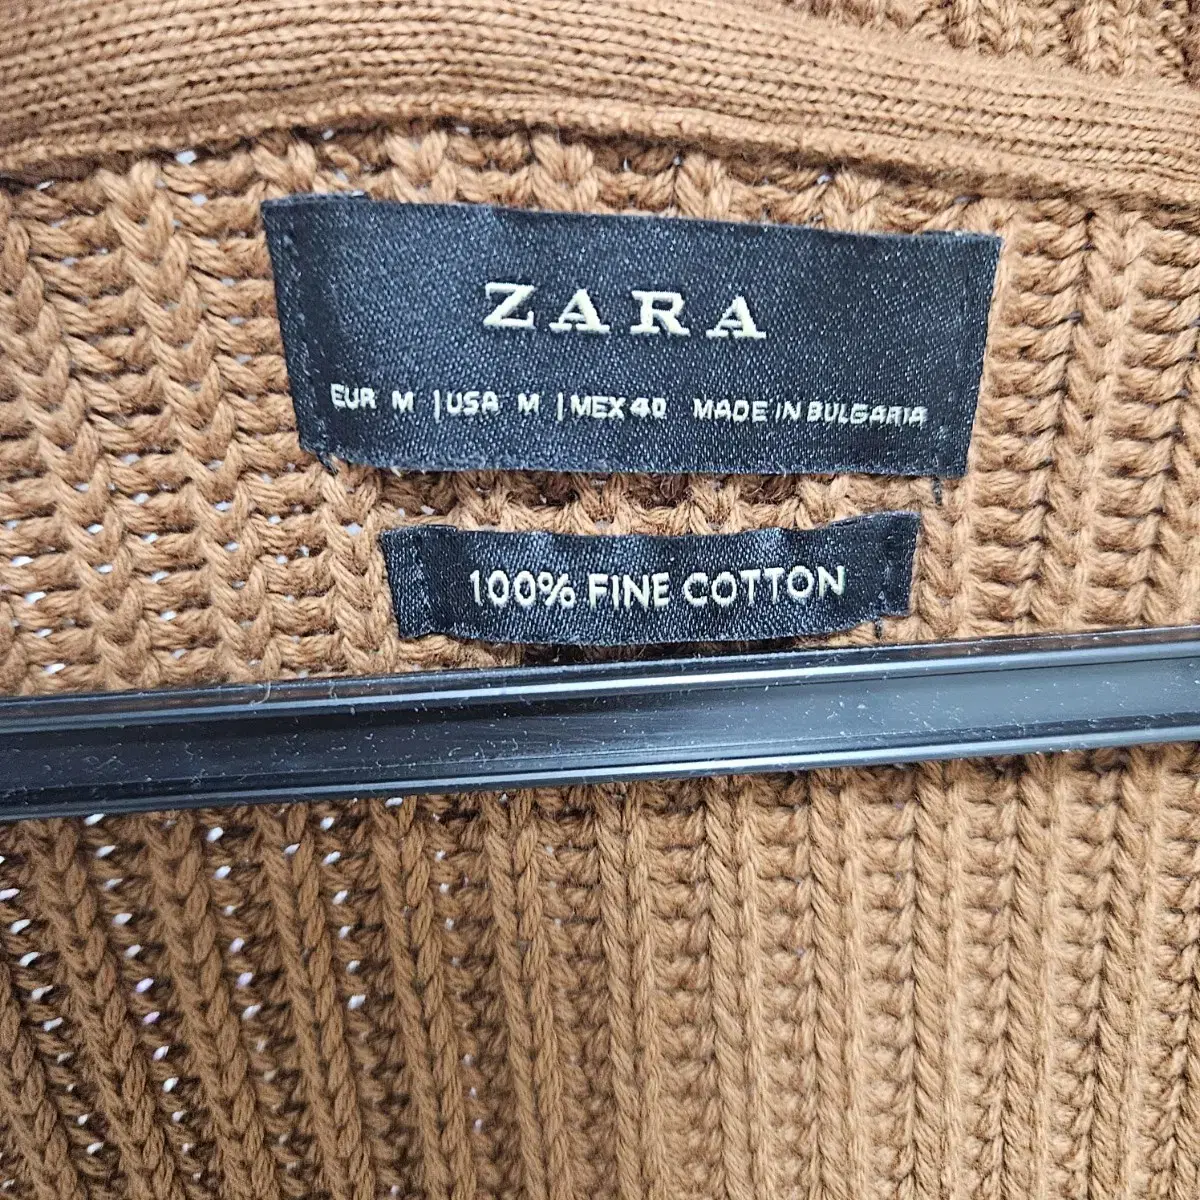 ZARA
EUR M | USA M | MEX 40 MADE IN BULGARIA
100% FINE COTTON